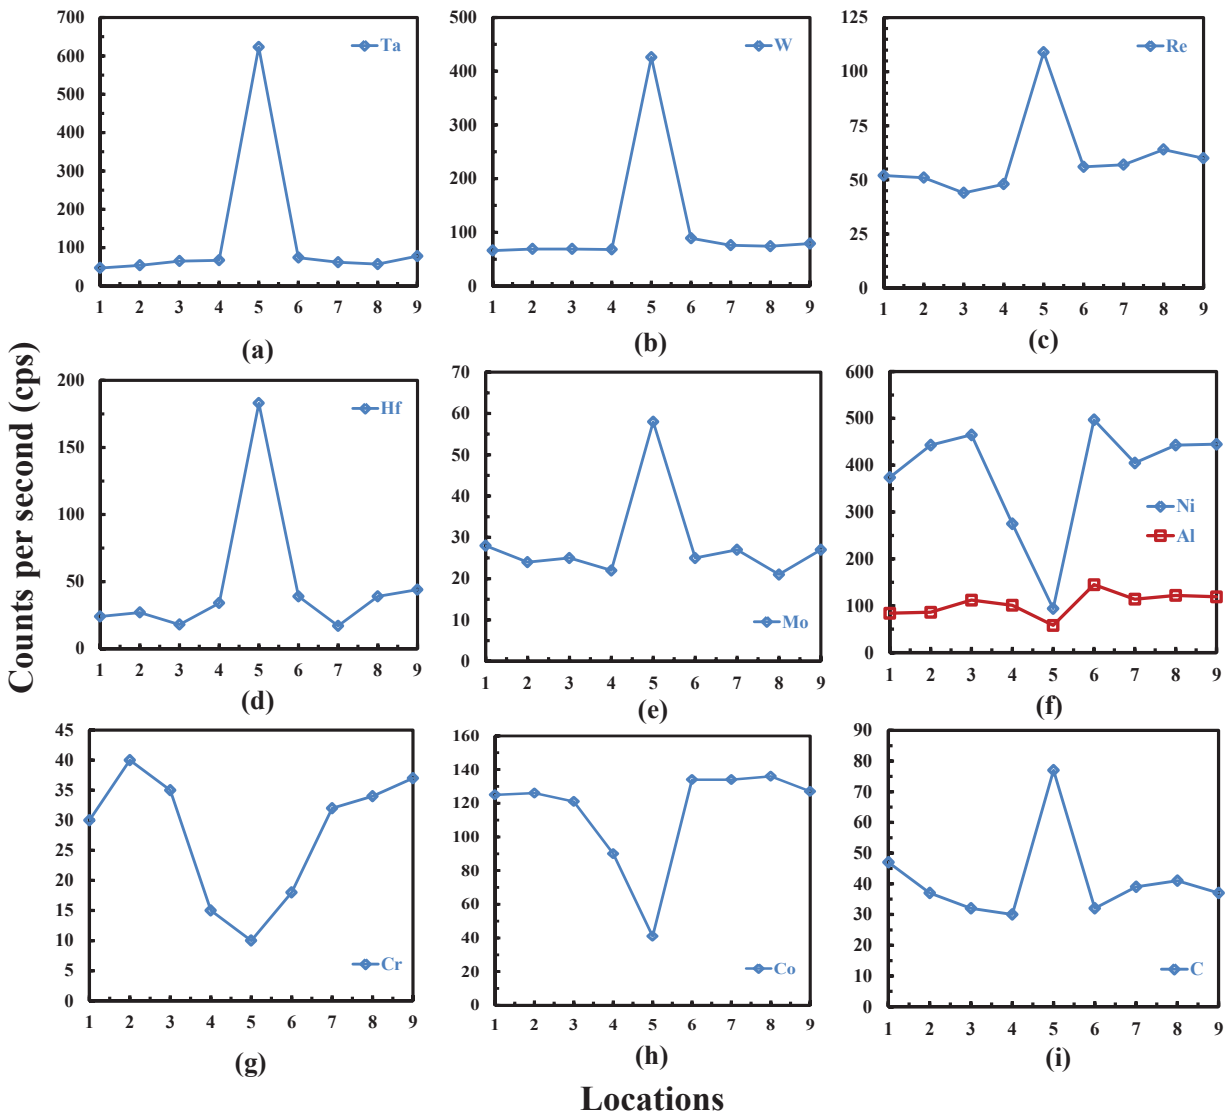 Counts per second (cps)
700
600
500
400
300
200
100
0
Ta
1 2 3 4 5 6 7 8 9
(a)
500
400
300
200
100
0
W
1 2 3 4 5 6 7 8 9
(b)
125
100
75
50
25
0
Re
1 2 3 4 5 6 7 8 9
(c)
200
150
100
50
0
Hf
1 2 3 4 5 6 7 8 9
(d)
70
60
50
40
30
20
10
0
Mo
1 2 3 4 5 6 7 8 9
(e)
600
500
400
300
200
100
0
Ni
Al
1 2 3 4 5 6 7 8 9
(f)
45
40
35
30
25
20
15
10
5
0
Cr
1 2 3 4 5 6 7 8 9
(g)
160
140
120
100
80
60
40
20
0
Co
1 2 3 4 5 6 7 8 9
(h)
90
80
70
60
50
40
30
20
10
0
C
1 2 3 4 5 6 7 8 9
(i)
Locations